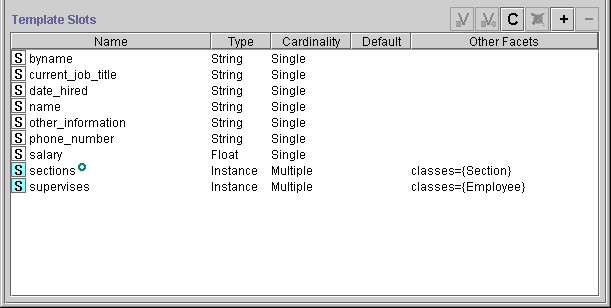 Template Slots V V C + −
Name Type Cardinality Default Other Facets
S byname String Single
S current_job_title String Single
S date_hired String Single
S name String Single
S other_information String Single
S phone_number String Single
S salary Float Single
S sections Instance Multiple classes={Section}
S supervises Instance Multiple classes={Employee}